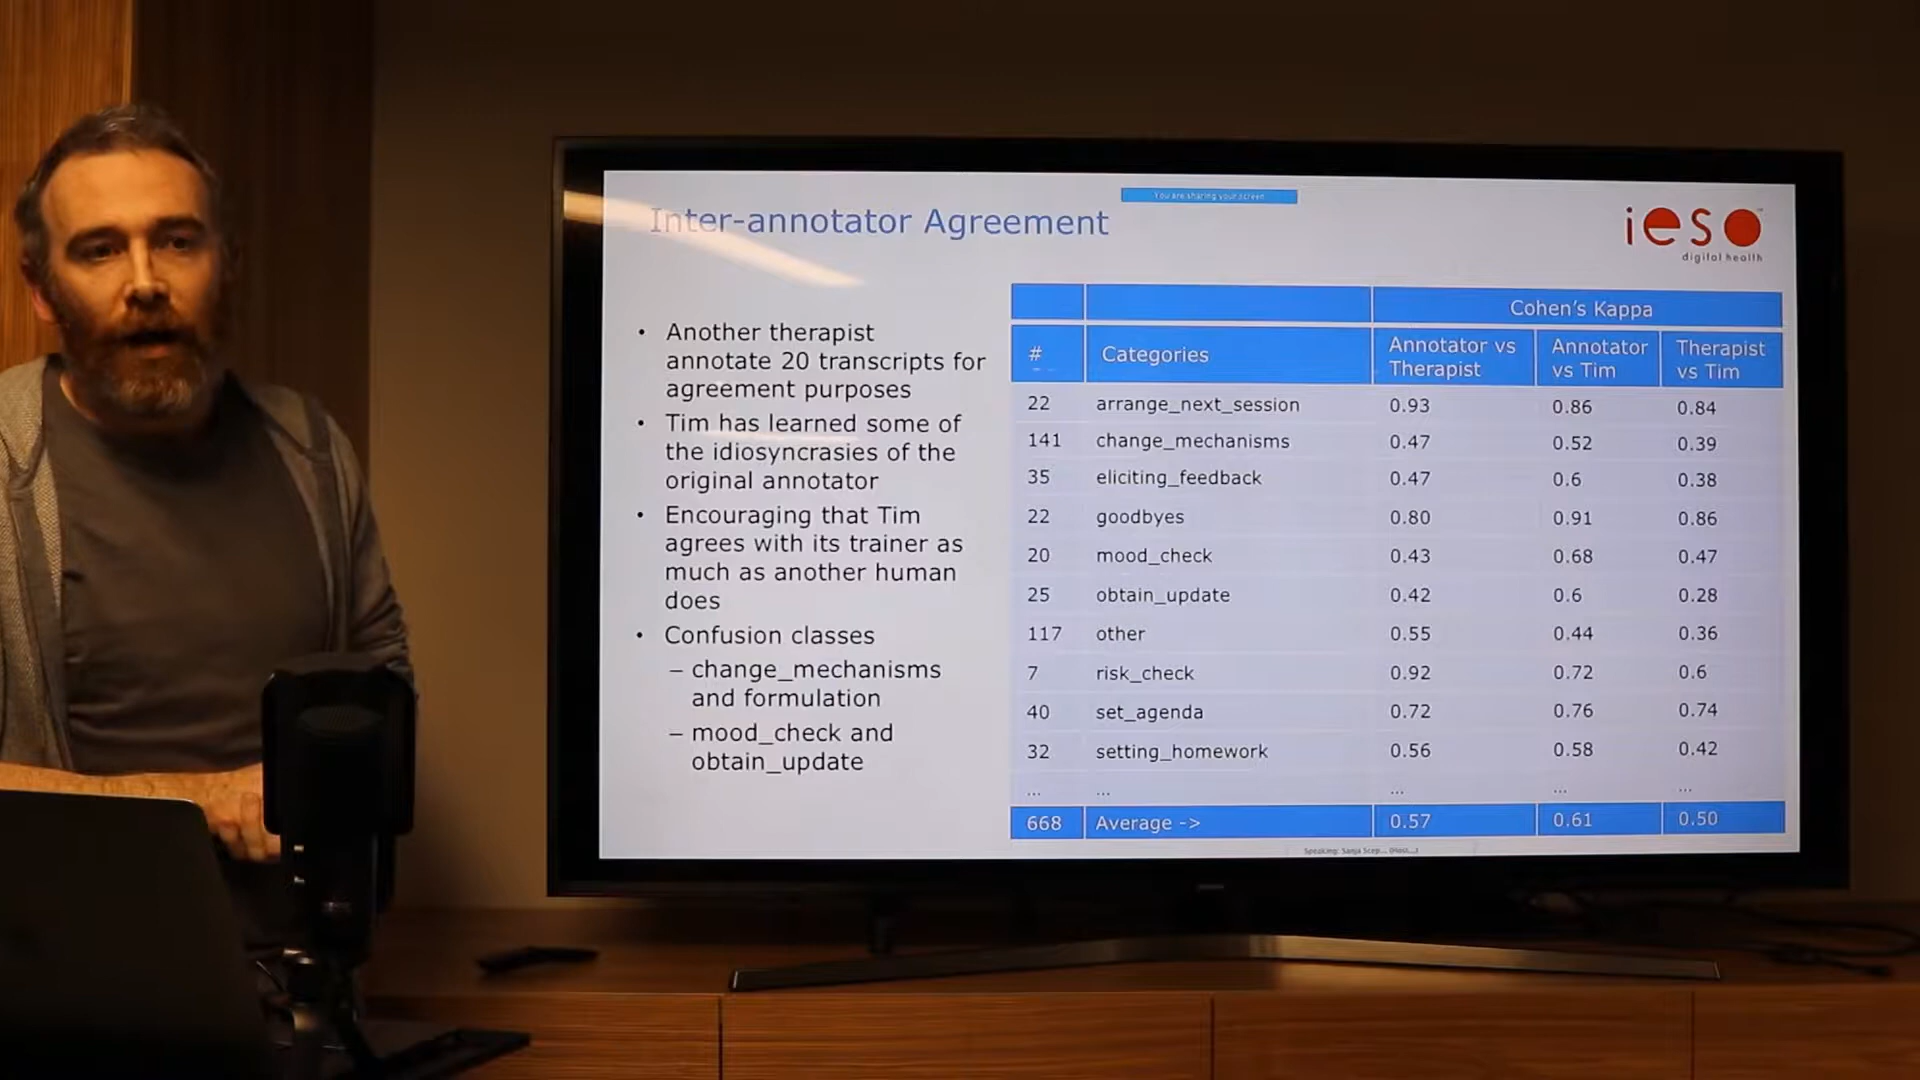 You are sharing your screen
Inter-annotator Agreement
ieso
digital health
• Another therapist
annotate 20 transcripts for
agreement purposes
• Tim has learned some of
the idiosyncrasies of the
original annotator
• Encouraging that Tim
agrees with its trainer as
much as another human
does
• Confusion classes
– change_mechanisms
and formulation
– mood_check and
obtain_update
Cohen's Kappa
# Categories Annotator vs Therapist Annotator vs Tim Therapist vs Tim
22 arrange_next_session 0.93 0.86 0.84
141 change_mechanisms 0.47 0.52 0.39
35 eliciting_feedback 0.47 0.6 0.38
22 goodbyes 0.80 0.91 0.86
20 mood_check 0.43 0.68 0.47
25 obtain_update 0.42 0.6 0.28
117 other 0.55 0.44 0.36
7 risk_check 0.92 0.72 0.6
40 set_agenda 0.72 0.76 0.74
32 setting_homework 0.56 0.58 0.42
... ... ... ... ...
668 Average -> 0.57 0.61 0.50
Speaking: